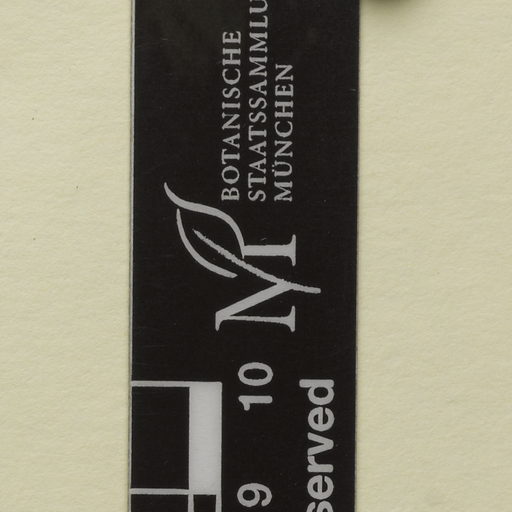 BOTANISCHE
STAATSSAMMLU
MÜNCHEN
M
9 10
served